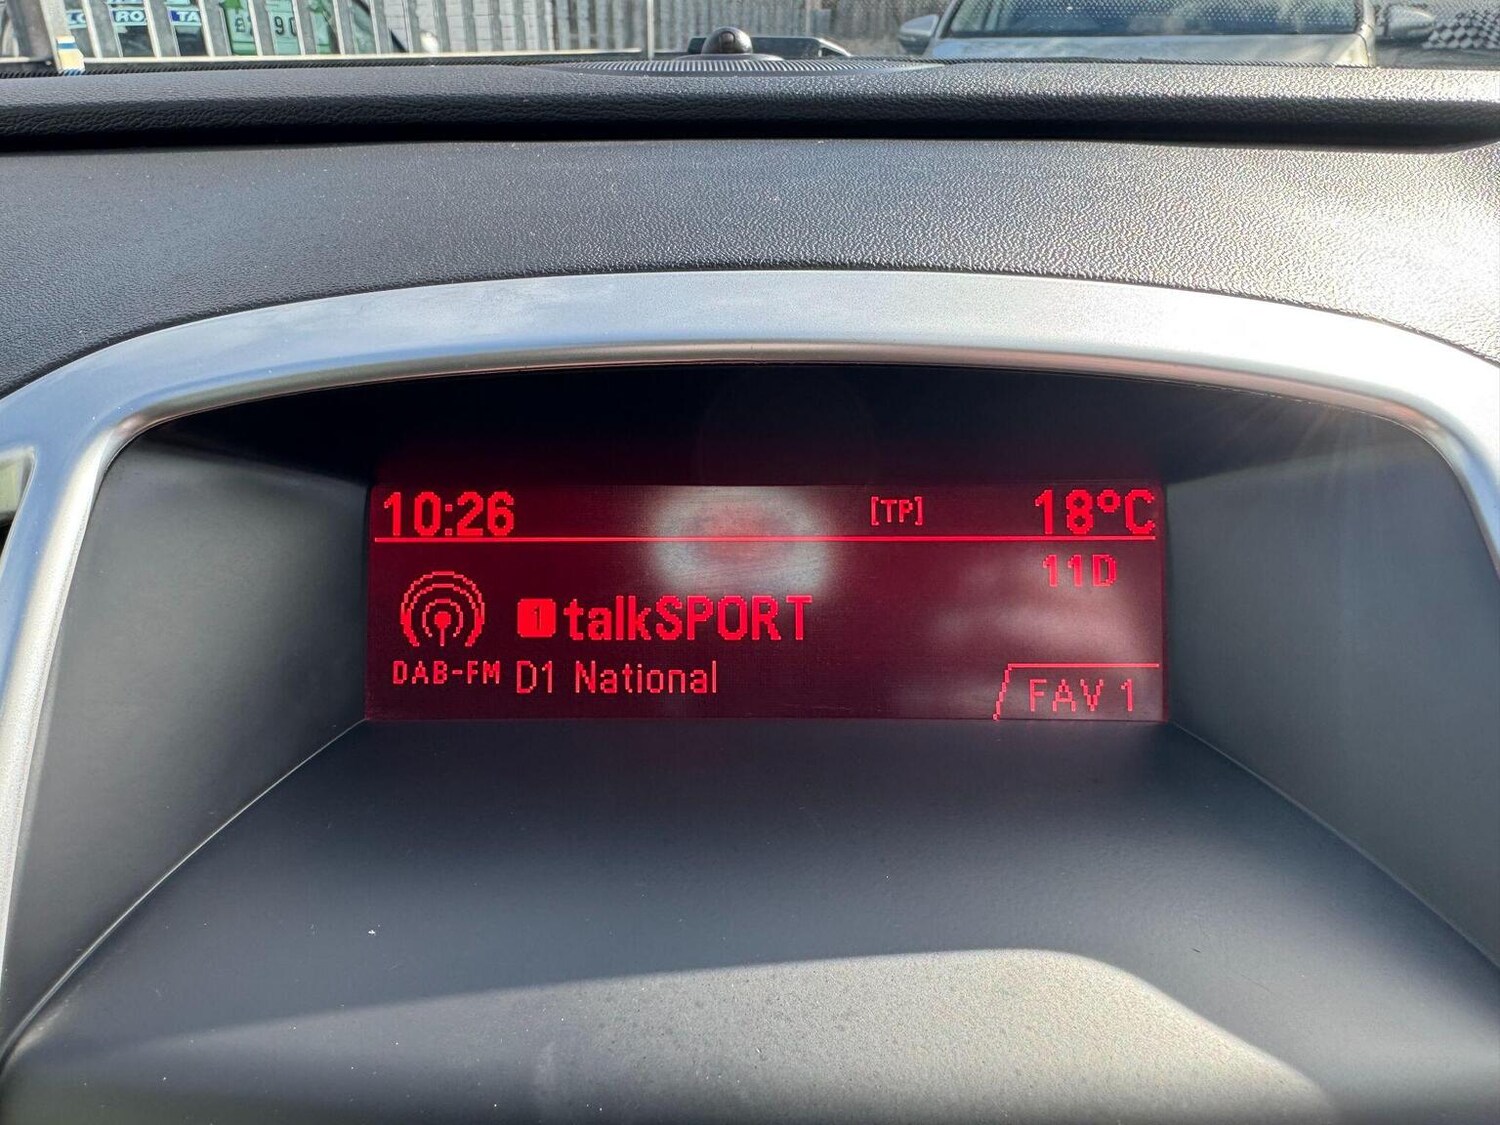 10:26 [TP] 18°C
11D
1 talkSPORT
DAB-FM D1 National
FAV 1